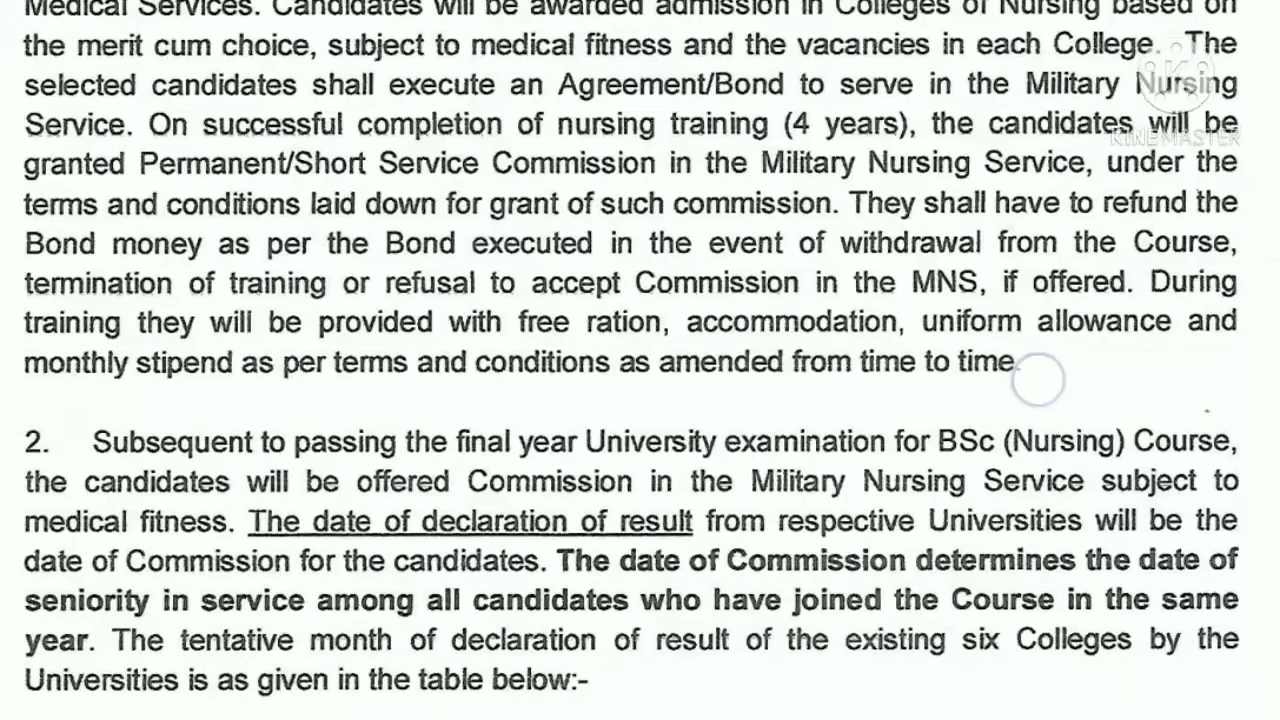 Medical Services. Candidates will be awarded admission in Colleges of Nursing based on
the merit cum choice, subject to medical fitness and the vacancies in each College. The
selected candidates shall execute an Agreement/Bond to serve in the Military Nursing
Service. On successful completion of nursing training (4 years), the candidates will be
granted Permanent/Short Service Commission in the Military Nursing Service, under the
terms and conditions laid down for grant of such commission. They shall have to refund the
Bond money as per the Bond executed in the event of withdrawal from the Course,
termination of training or refusal to accept Commission in the MNS, if offered. During
training they will be provided with free ration, accommodation, uniform allowance and
monthly stipend as per terms and conditions as amended from time to time.
2. Subsequent to passing the final year University examination for BSc (Nursing) Course,
the candidates will be offered Commission in the Military Nursing Service subject to
medical fitness. The date of declaration of result from respective Universities will be the
date of Commission for the candidates. The date of Commission determines the date of
seniority in service among all candidates who have joined the Course in the same
year. The tentative month of declaration of result of the existing six Colleges by the
Universities is as given in the table below:-
K
KINEMASTER